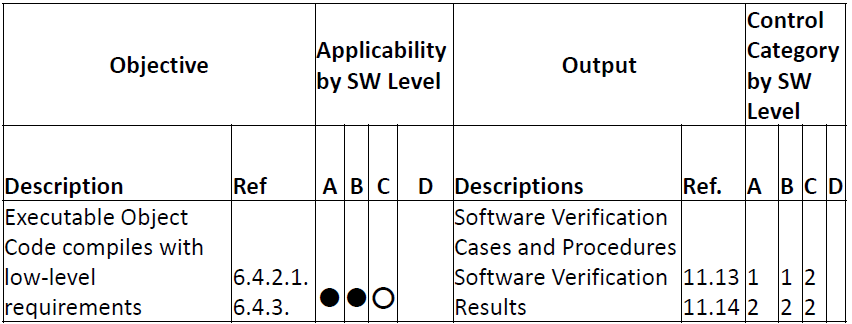 Objective
Applicability
by SW Level
Output
Control
Category
by SW
Level
Description Ref A B C D Descriptions Ref. A B C D
Executable Object
Code compiles with
low-level
requirements
6.4.2.1.
6.4.3.
● ● ○
Software Verification
Cases and Procedures
Software Verification
Results
11.13 1 1 2
11.14 2 2 2